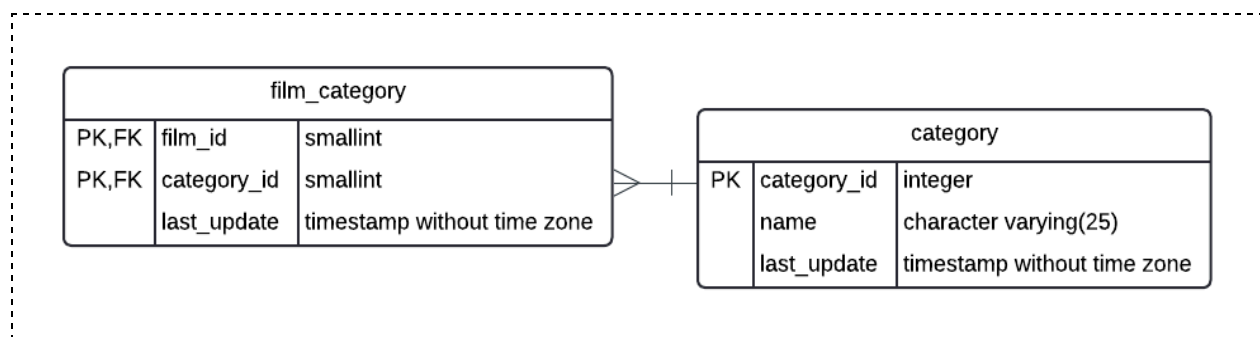 film_category
PK,FK film_id smallint
PK,FK category_id smallint
last_update timestamp without time zone
category
PK category_id integer
name character varying(25)
last_update timestamp without time zone